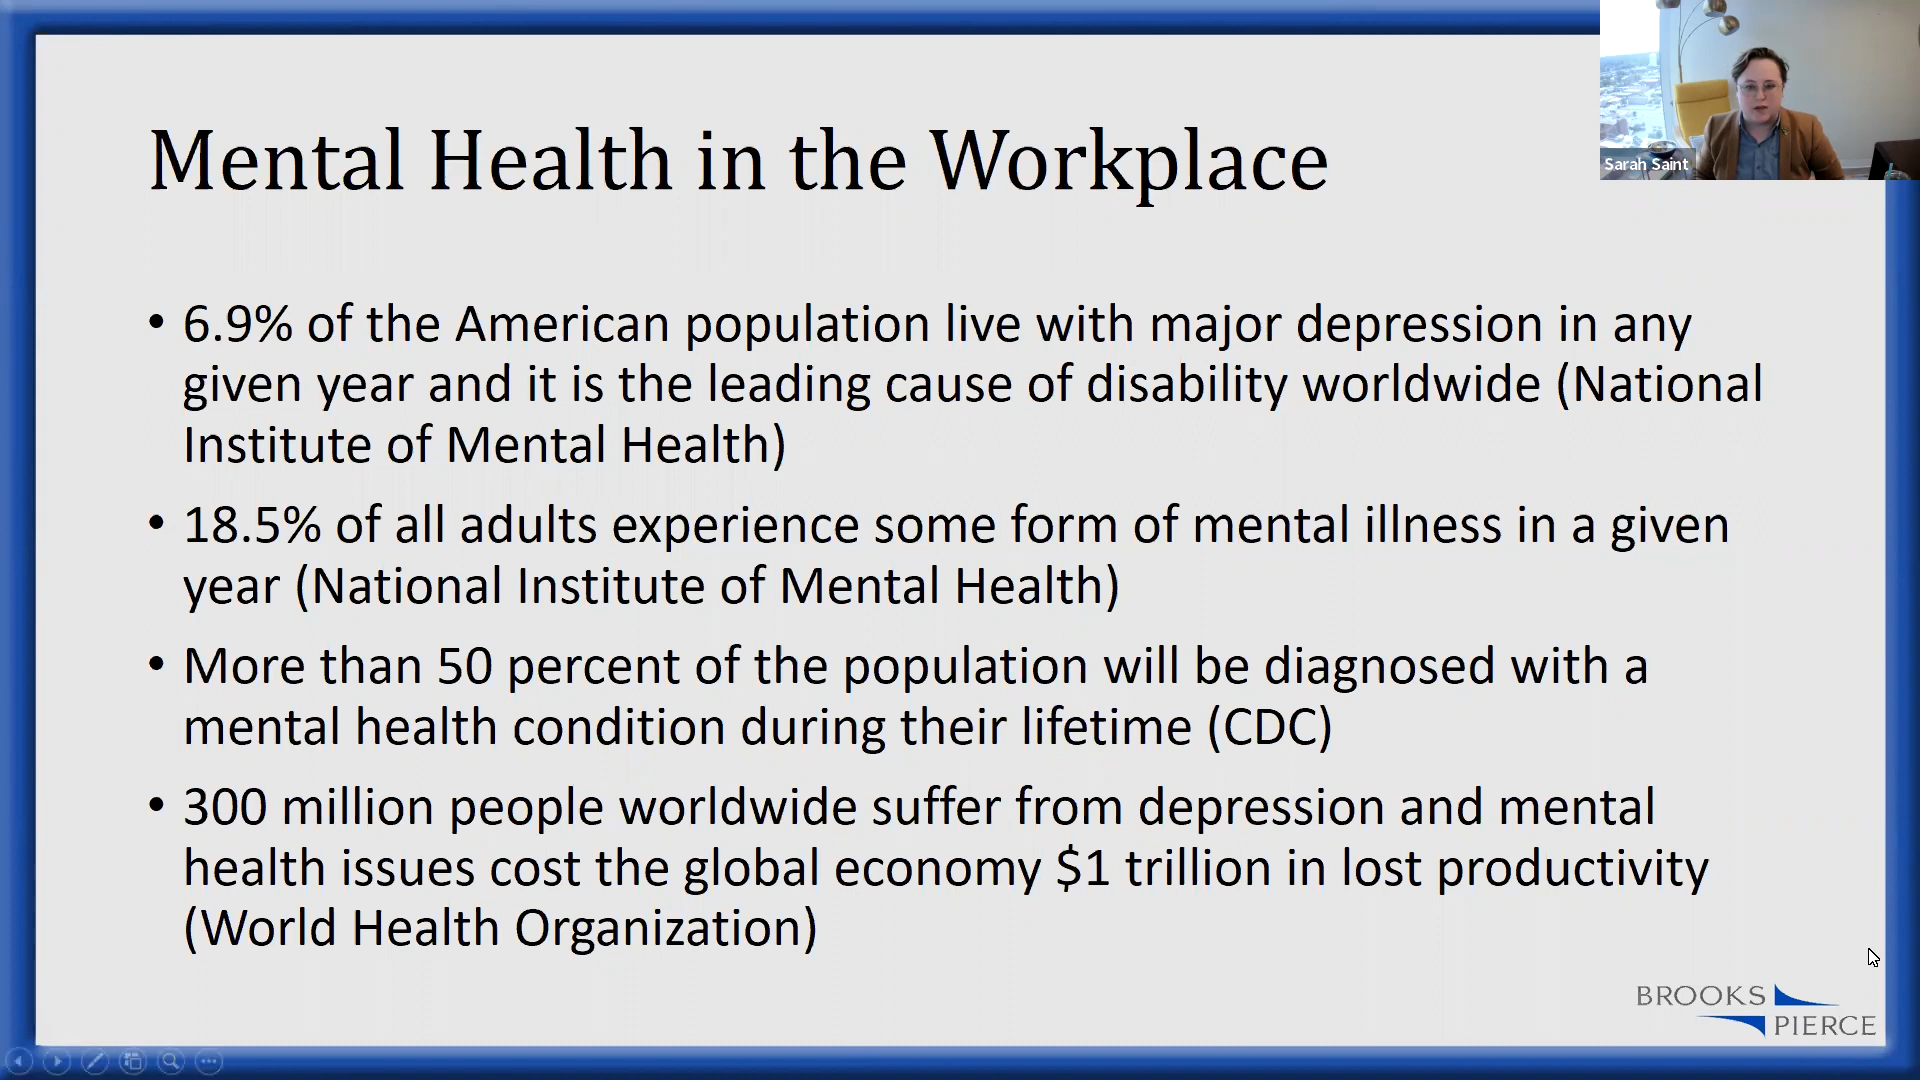 Mental Health in the Workplace
Sarah Saint
• 6.9% of the American population live with major depression in any
given year and it is the leading cause of disability worldwide (National
Institute of Mental Health)
• 18.5% of all adults experience some form of mental illness in a given
year (National Institute of Mental Health)
• More than 50 percent of the population will be diagnosed with a
mental health condition during their lifetime (CDC)
• 300 million people worldwide suffer from depression and mental
health issues cost the global economy $1 trillion in lost productivity
(World Health Organization)
BROOKS
PIERCE